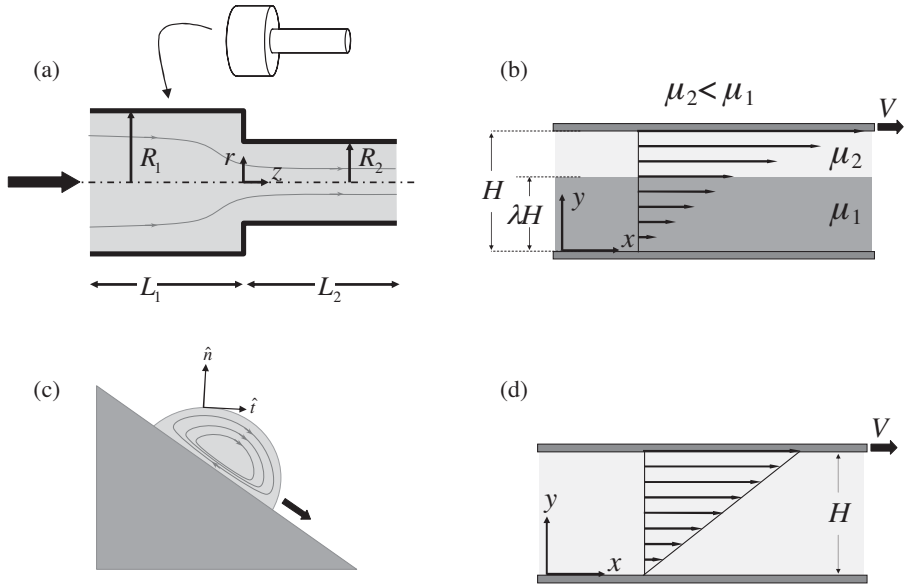 (a)
R₁
r
z
R₂
L₁
L₂
(b)
μ₂< μ₁
V
H
λH
y
x
μ₂
μ₁
(c)
n̂
t̂
(d)
V
y
x
H